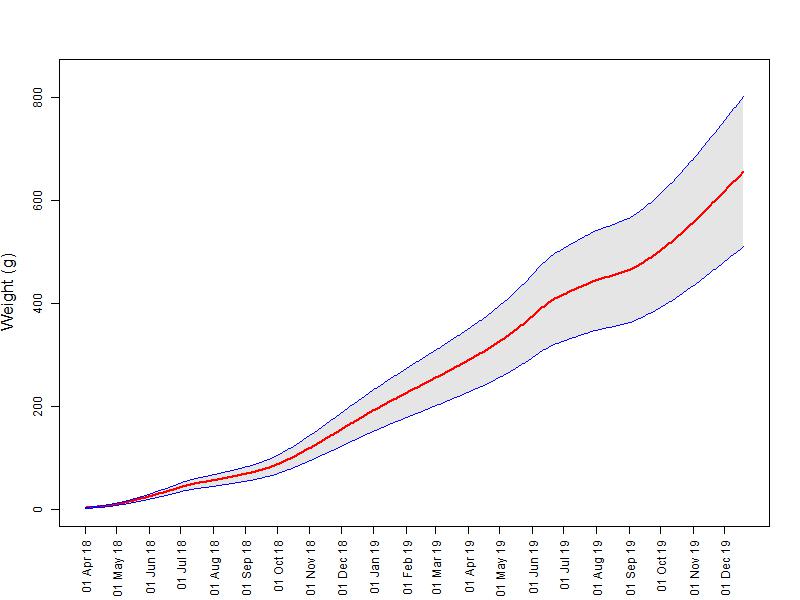 Weight (g)
800
600
400
200
0
01 Apr 18
01 May 18
01 Jun 18
01 Jul 18
01 Aug 18
01 Sep 18
01 Oct 18
01 Nov 18
01 Dec 18
01 Jan 19
01 Feb 19
01 Mar 19
01 Apr 19
01 May 19
01 Jun 19
01 Jul 19
01 Aug 19
01 Sep 19
01 Oct 19
01 Nov 19
01 Dec 19